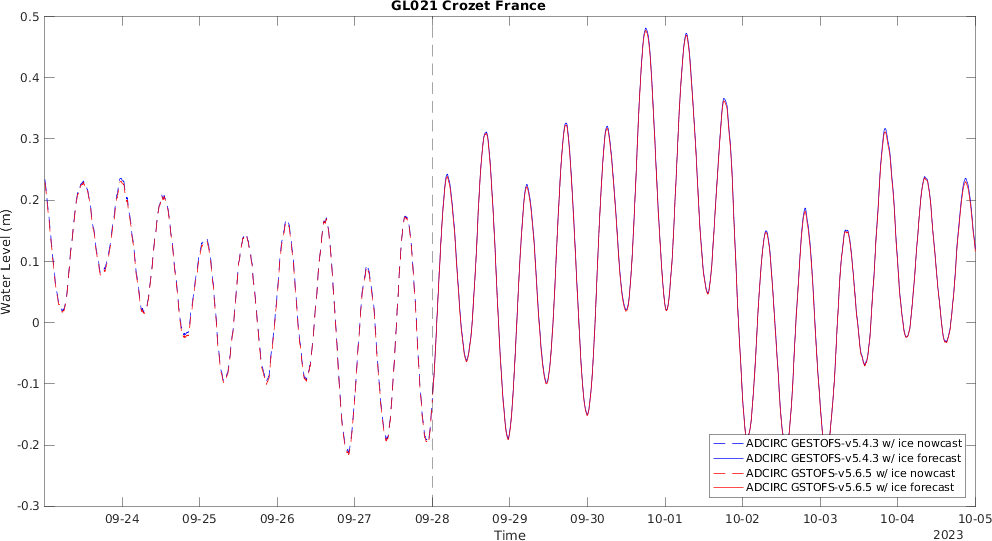 GL021 Crozet France
0.5
0.4
0.3
0.2
0.1
0
-0.1
-0.2
-0.3
Water Level (m)
ADCIRC GESTOFS-v5.4.3 w/ ice nowcast
ADCIRC GESTOFS-v5.4.3 w/ ice forecast
ADCIRC GSTOFS-v5.6.5 w/ ice nowcast
ADCIRC GSTOFS-v5.6.5 w/ ice forecast
09-24 09-25 09-26 09-27 09-28 09-29 09-30 10-01 10-02 10-03 10-04 10-05
Time
2023